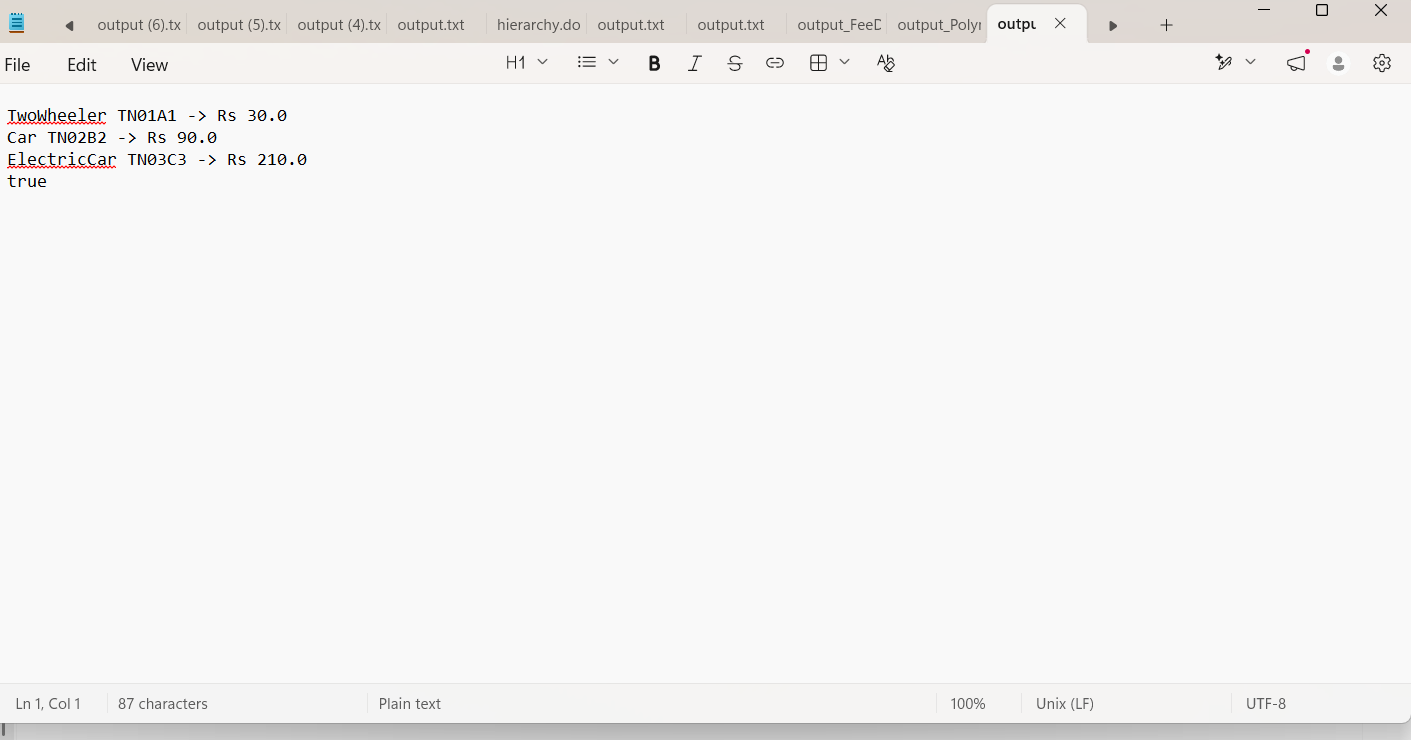 output (6).tx output (5).tx output (4).tx output.txt hierarchy.do output.txt output.txt output_FeeD output_Polyr outpu
File Edit View H1 B I S
TwoWheeler TN01A1 -> Rs 30.0
Car TN02B2 -> Rs 90.0
ElectricCar TN03C3 -> Rs 210.0
true
Ln 1, Col 1 87 characters Plain text 100% Unix (LF) UTF-8